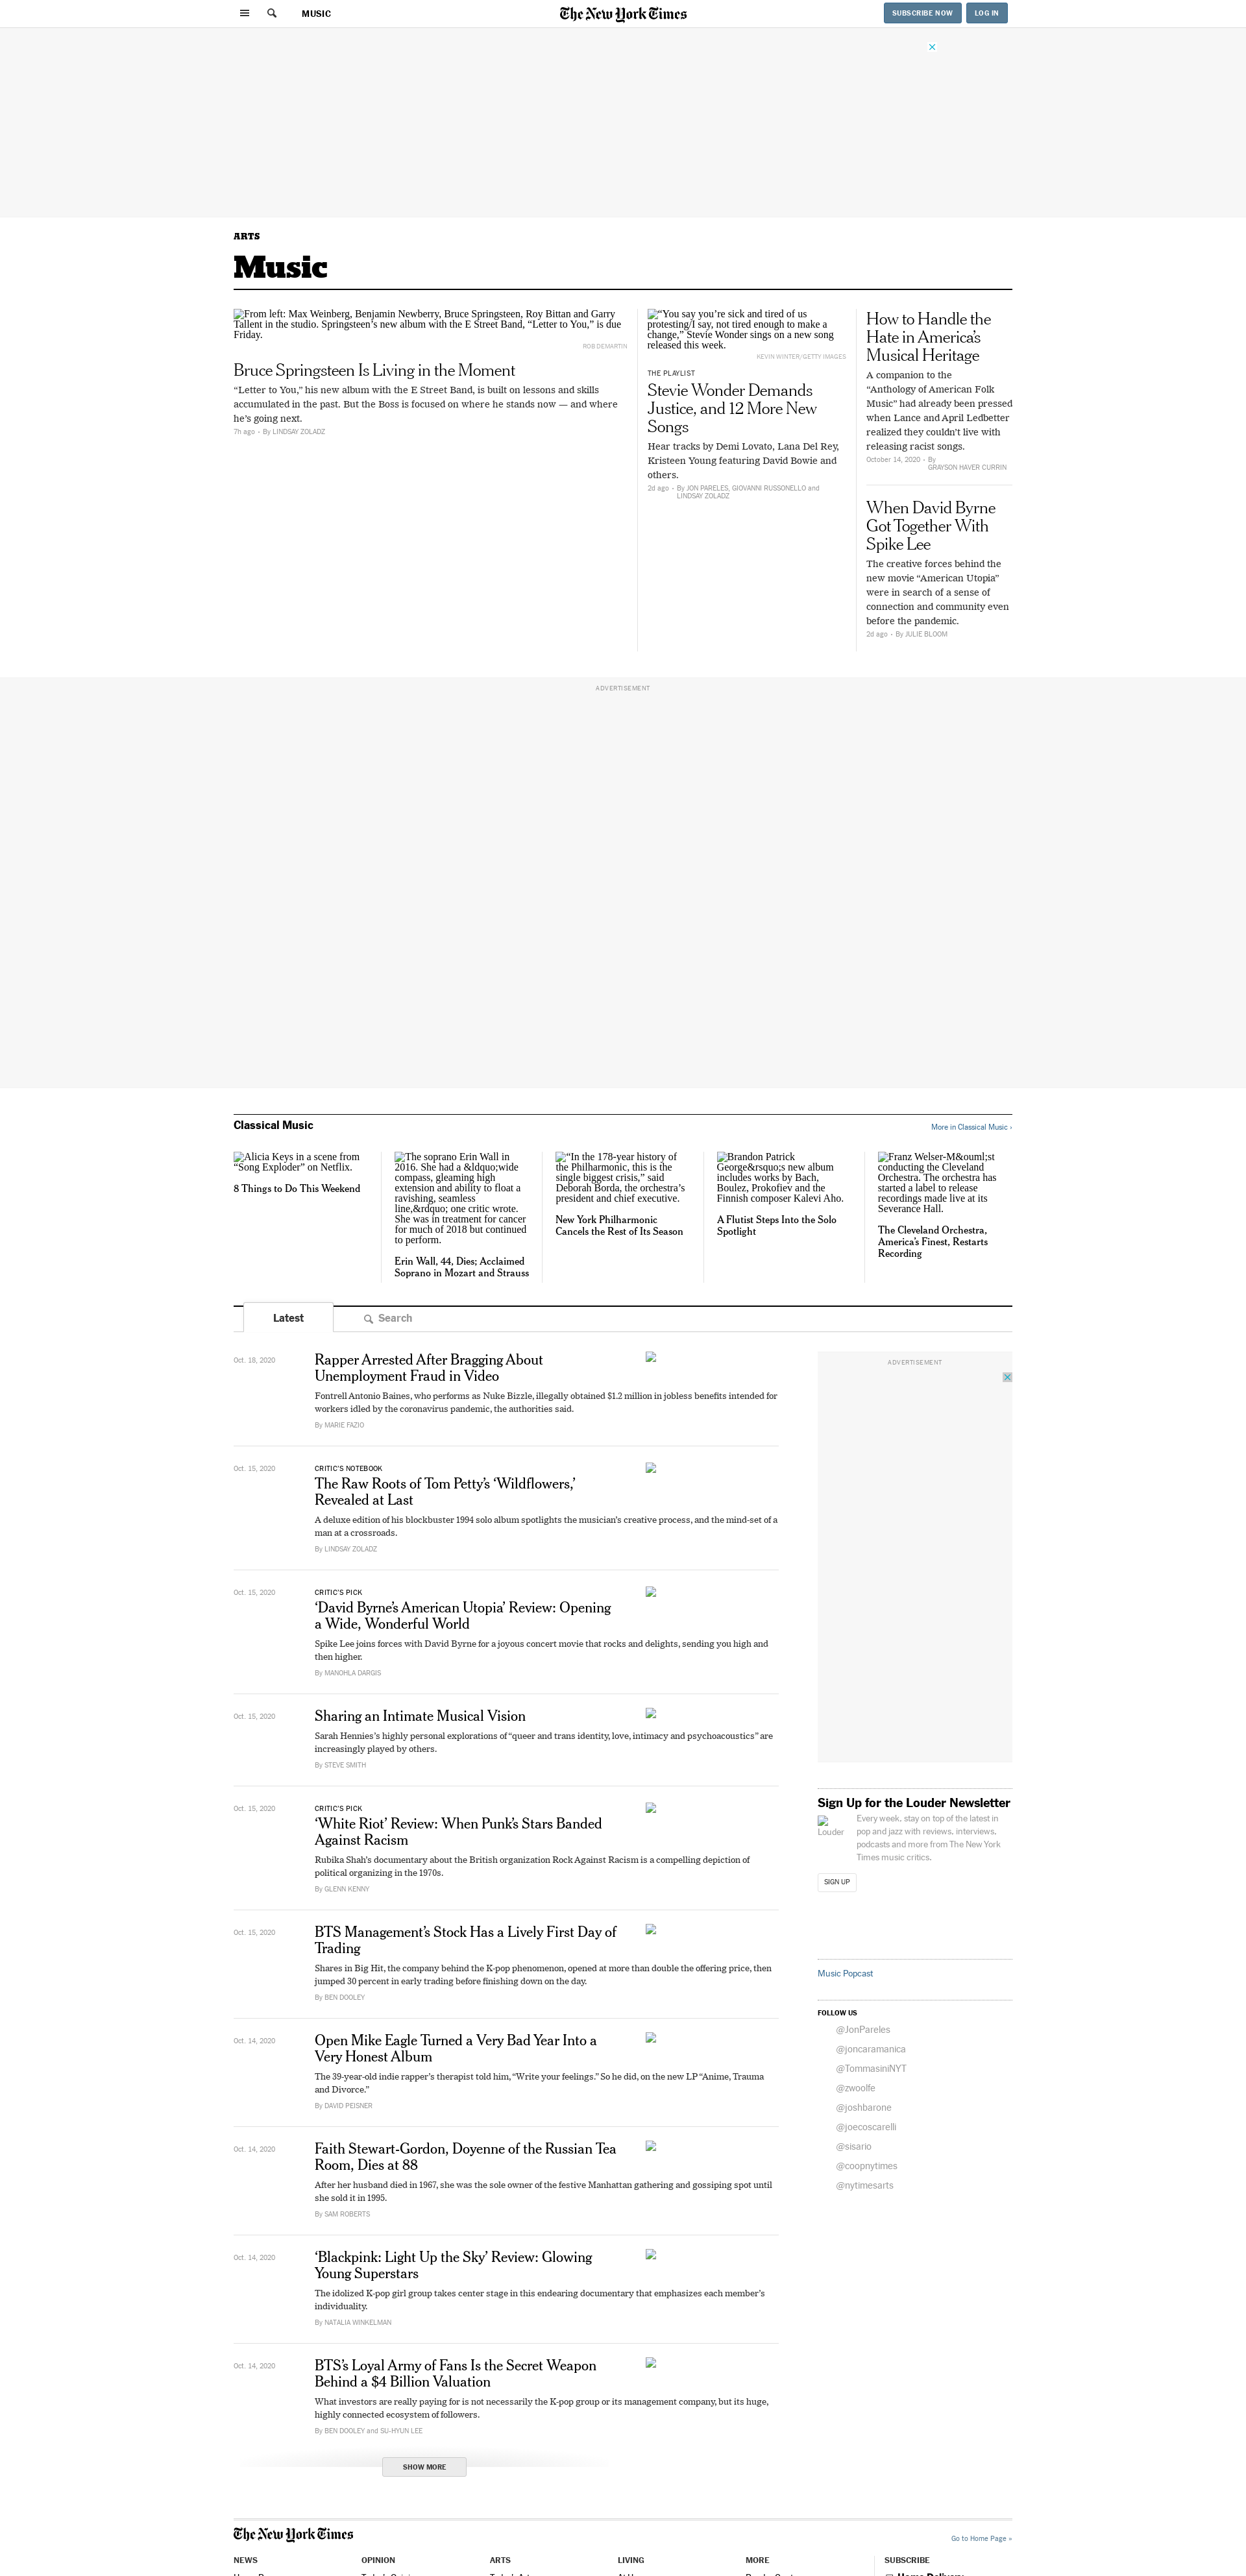 MUSIC
The New York Times
SUBSCRIBE NOW
LOG IN
ARTS
Music
From left: Max Weinberg, Benjamin Newberry, Bruce Springsteen, Roy Bittan and Garry
Tallent in the studio. Springsteen’s new album with the E Street Band, “Letter to You,” is due
Friday.
ROB DEMARTIN
Bruce Springsteen Is Living in the Moment
“Letter to You,” his new album with the E Street Band, is built on lessons and skills
accumulated in the past. But the Boss is focused on where he stands now — and where
he’s going next.
7h ago • By LINDSAY ZOLADZ
“You say you’re sick and tired of us
protesting/I say, not tired enough to make a
change,” Stevie Wonder sings on a new song
released this week.
KEVIN WINTER/GETTY IMAGES
THE PLAYLIST
Stevie Wonder Demands
Justice, and 12 More New
Songs
Hear tracks by Demi Lovato, Lana Del Rey,
Kristeen Young featuring David Bowie and
others.
2d ago • By JON PARELES, GIOVANNI RUSSONELLO and
LINDSAY ZOLADZ
How to Handle the
Hate in America’s
Musical Heritage
A companion to the
“Anthology of American Folk
Music” had already been pressed
when Lance and April Ledbetter
realized they couldn’t live with
releasing racist songs.
October 14, 2020 • By
GRAYSON HAVER CURRIN
When David Byrne
Got Together With
Spike Lee
The creative forces behind the
new movie “American Utopia”
were in search of a sense of
connection and community even
before the pandemic.
2d ago • By JULIE BLOOM
ADVERTISEMENT
Classical Music
More in Classical Music ›
Alicia Keys in a scene from
“Song Exploder” on Netflix.
8 Things to Do This Weekend
The soprano Erin Wall in
2016. She had a &ldquo;wide
compass, gleaming high
extension and ability to float a
ravishing, seamless
line,&rdquo; one critic wrote.
She was in treatment for cancer
for much of 2018 but continued
to perform.
Erin Wall, 44, Dies; Acclaimed
Soprano in Mozart and Strauss
“In the 178-year history of
the Philharmonic, this is the
single biggest crisis,” said
Deborah Borda, the orchestra’s
president and chief executive.
New York Philharmonic
Cancels the Rest of Its Season
Brandon Patrick
George&rsquo;s new album
includes works by Bach,
Boulez, Prokofiev and the
Finnish composer Kalevi Aho.
A Flutist Steps Into the Solo
Spotlight
Franz Welser-M&ouml;st
conducting the Cleveland
Orchestra. The orchestra has
started a label to release
recordings made live at its
Severance Hall.
The Cleveland Orchestra,
America’s Finest, Restarts
Recording
Latest
Search
Oct. 18, 2020
Rapper Arrested After Bragging About
Unemployment Fraud in Video
Fontrell Antonio Baines, who performs as Nuke Bizzle, illegally obtained $1.2 million in jobless benefits intended for
workers idled by the coronavirus pandemic, the authorities said.
By MARIE FAZIO
Oct. 15, 2020
CRITIC’S NOTEBOOK
The Raw Roots of Tom Petty’s ‘Wildflowers,’
Revealed at Last
A deluxe edition of his blockbuster 1994 solo album spotlights the musician’s creative process, and the mind-set of a
man at a crossroads.
By LINDSAY ZOLADZ
Oct. 15, 2020
CRITIC’S PICK
‘David Byrne’s American Utopia’ Review: Opening
a Wide, Wonderful World
Spike Lee joins forces with David Byrne for a joyous concert movie that rocks and delights, sending you high and
then higher.
By MANOHLA DARGIS
Oct. 15, 2020
Sharing an Intimate Musical Vision
Sarah Hennies’s highly personal explorations of “queer and trans identity, love, intimacy and psychoacoustics” are
increasingly played by others.
By STEVE SMITH
Oct. 15, 2020
CRITIC’S PICK
‘White Riot’ Review: When Punk’s Stars Banded
Against Racism
Rubika Shah’s documentary about the British organization Rock Against Racism is a compelling depiction of
political organizing in the 1970s.
By GLENN KENNY
Oct. 15, 2020
BTS Management’s Stock Has a Lively First Day of
Trading
Shares in Big Hit, the company behind the K-pop phenomenon, opened at more than double the offering price, then
jumped 30 percent in early trading before finishing down on the day.
By BEN DOOLEY
Oct. 14, 2020
Open Mike Eagle Turned a Very Bad Year Into a
Very Honest Album
The 39-year-old indie rapper’s therapist told him, “Write your feelings.” So he did, on the new LP “Anime, Trauma
and Divorce.”
By DAVID PEISNER
Oct. 14, 2020
Faith Stewart-Gordon, Doyenne of the Russian Tea
Room, Dies at 88
After her husband died in 1967, she was the sole owner of the festive Manhattan gathering and gossiping spot until
she sold it in 1995.
By SAM ROBERTS
Oct. 14, 2020
‘Blackpink: Light Up the Sky’ Review: Glowing
Young Superstars
The idolized K-pop girl group takes center stage in this endearing documentary that emphasizes each member’s
individuality.
By NATALIA WINKELMAN
Oct. 14, 2020
BTS’s Loyal Army of Fans Is the Secret Weapon
Behind a $4 Billion Valuation
What investors are really paying for is not necessarily the K-pop group or its management company, but its huge,
highly connected ecosystem of followers.
By BEN DOOLEY and SU-HYUN LEE
SHOW MORE
ADVERTISEMENT
Sign Up for the Louder Newsletter
Louder
Every week, stay on top of the latest in
pop and jazz with reviews, interviews,
podcasts and more from The New York
Times music critics.
SIGN UP
Music Popcast
FOLLOW US
@JonPareles
@joncaramanica
@TommasiniNYT
@zwoolfe
@joshbarone
@joecoscarelli
@sisario
@coopnytimes
@nytimesarts
The New York Times
Go to Home Page »
NEWS
OPINION
ARTS
LIVING
MORE
SUBSCRIBE